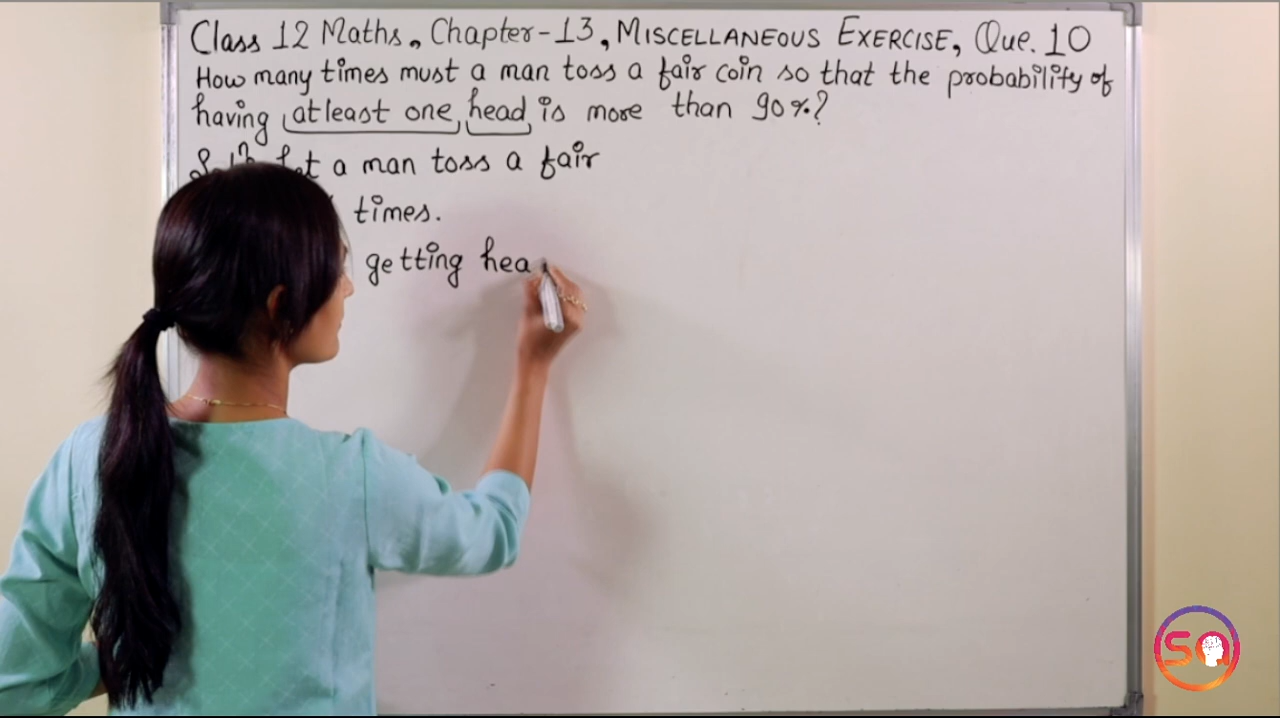 Class 12 Maths, Chapter-13, MISCELLANEOUS EXERCISE, Que. 10
How many times must a man toss a fair coin so that the probability of
having atleast one head is more than 90%?
a man toss a fair
times.
getting hea
SQ